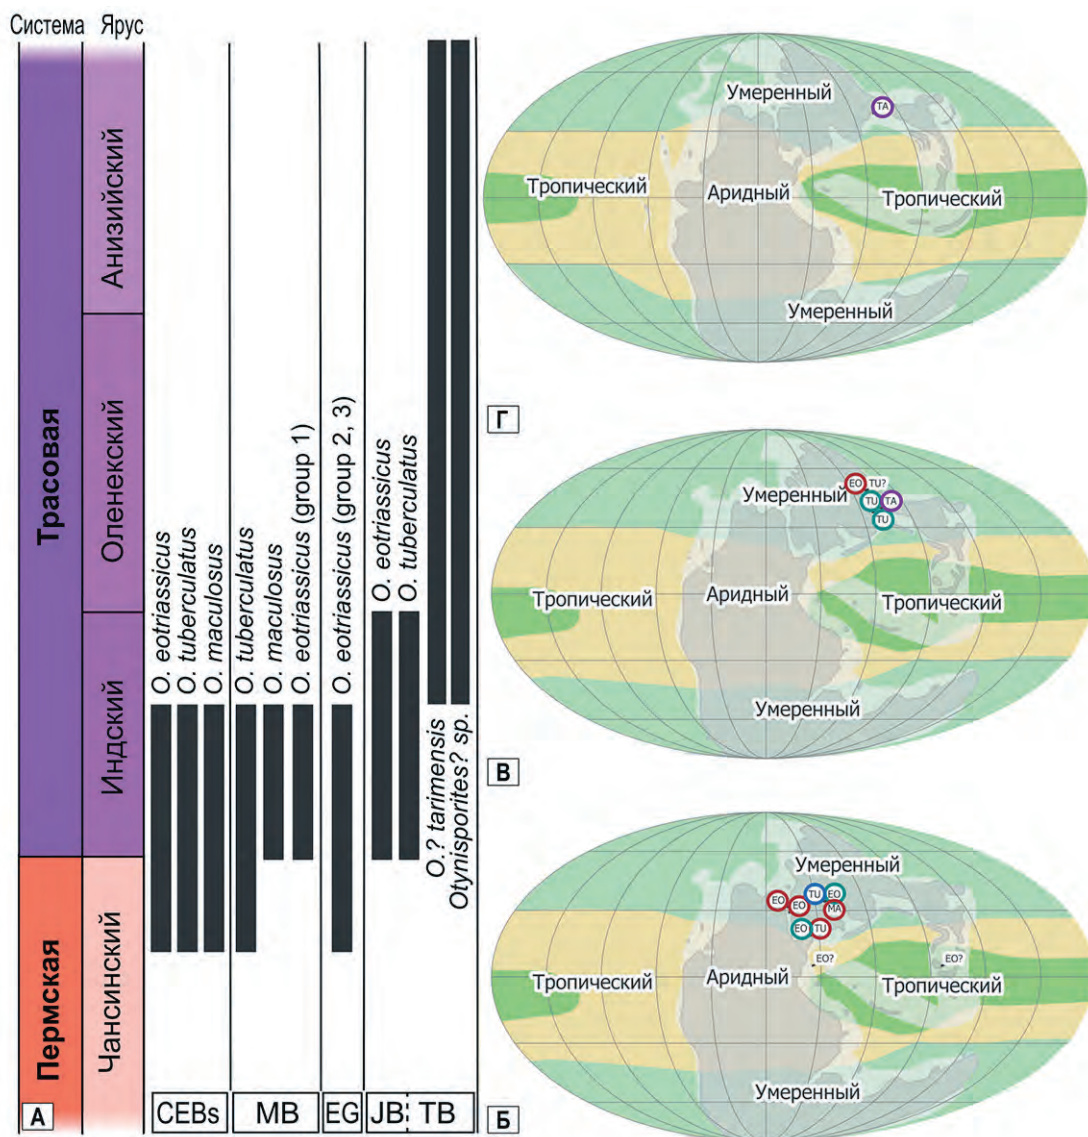 Система Ярус
Трасовая
Пермская
Анизийский
Оленекский
Индский
Чансинский
O. eotriassicus
O. tuberculatus
O. maculosus
O. tuberculatus
O. maculosus
O. eotriassicus (group 1)
O. eotriassicus (group 2, 3)
O. eotriassicus
O. tuberculatus
O.? tarimensis
Otynisporites? sp.
А
CEBs
MB
EG
JB
TB
Умеренный
TA
Тропический
Аридный
Тропический
Умеренный
Г
Умеренный
EO
TU?
TU
TA
TU
Тропический
Аридный
Тропический
Умеренный
В
Умеренный
EO
EO
TU
EO
MA
EO
TU
EO?
EO?
Тропический
Аридный
Тропический
Умеренный
Б